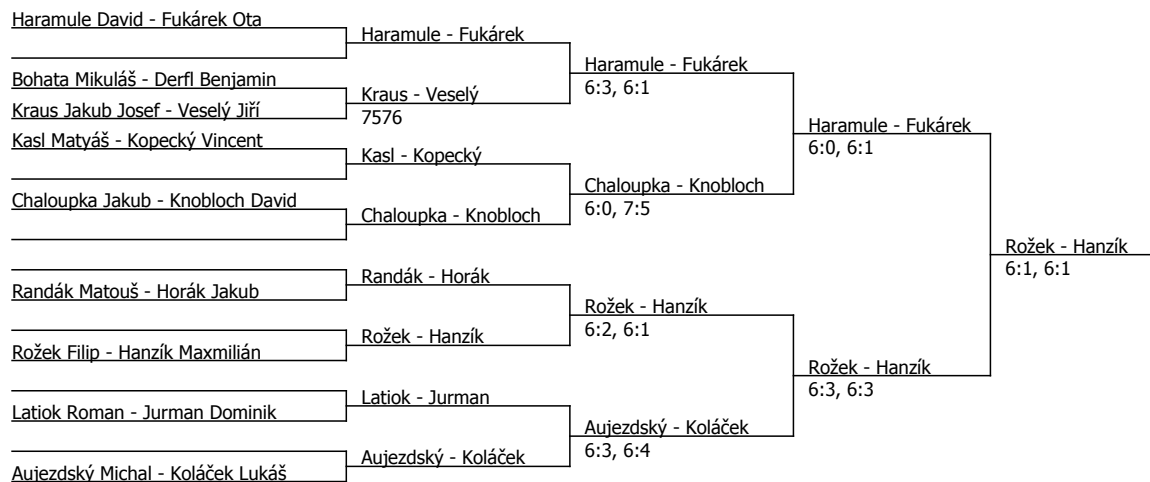 Haramule David - Fukárek Ota
Bohata Mikuláš - Derfl Benjamin
Kraus Jakub Josef - Veselý Jiří
Kasl Matyáš - Kopecký Vincent
Chaloupka Jakub - Knobloch David
Randák Matouš - Horák Jakub
Rožek Filip - Hanzík Maxmilián
Latiok Roman - Jurman Dominik
Aujezdský Michal - Koláček Lukáš
Haramule - Fukárek
Kraus - Veselý
7576
Kasl - Kopecký
Chaloupka - Knobloch
Randák - Horák
Rožek - Hanzík
Latiok - Jurman
Aujezdský - Koláček
Haramule - Fukárek
6:3, 6:1
Chaloupka - Knobloch
6:0, 7:5
Rožek - Hanzík
6:2, 6:1
Aujezdský - Koláček
6:3, 6:4
Haramule - Fukárek
6:0, 6:1
Rožek - Hanzík
6:3, 6:3
Rožek - Hanzík
6:1, 6:1